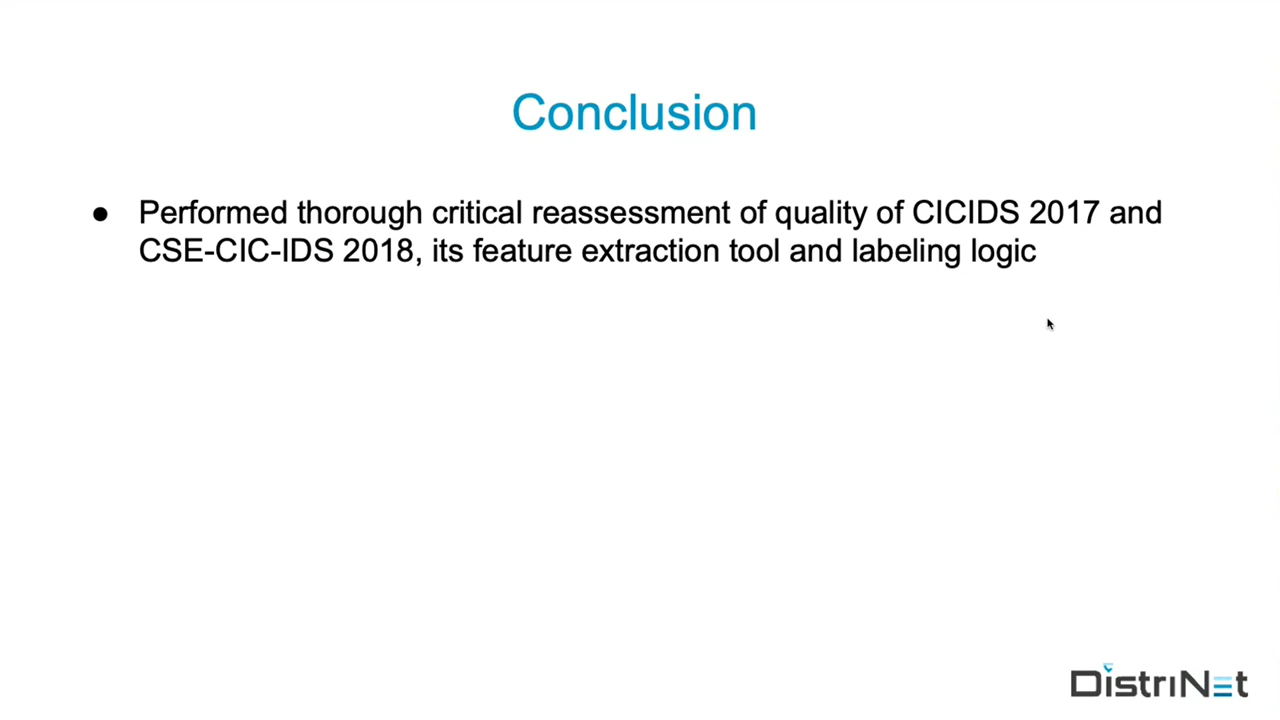 Conclusion
● Performed thorough critical reassessment of quality of CICIDS 2017 and
CSE-CIC-IDS 2018, its feature extraction tool and labeling logic
DistriNet